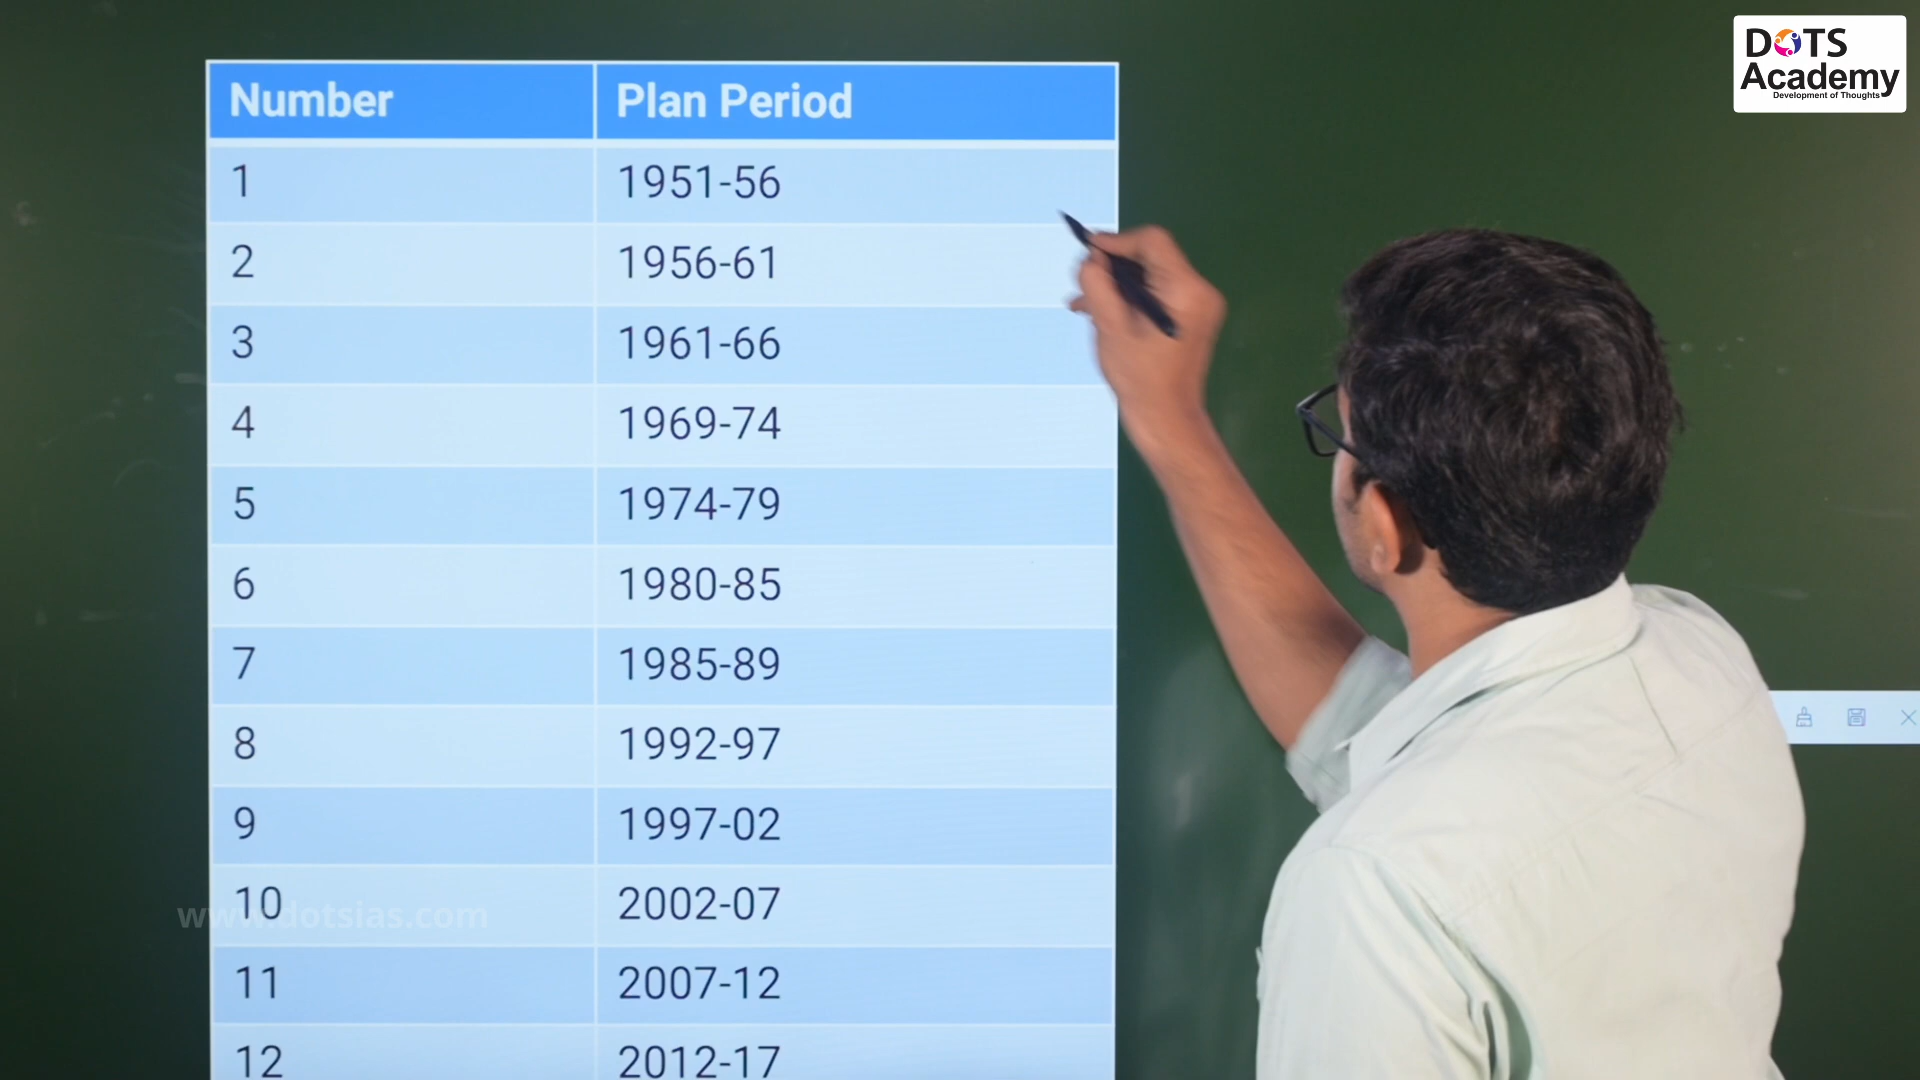 DOTS
Academy
Development of Thoughts
Number Plan Period
1 1951-56
2 1956-61
3 1961-66
4 1969-74
5 1974-79
6 1980-85
7 1985-89
8 1992-97
9 1997-02
10 2002-07
www.dotsias.com
11 2007-12
12 2012-17